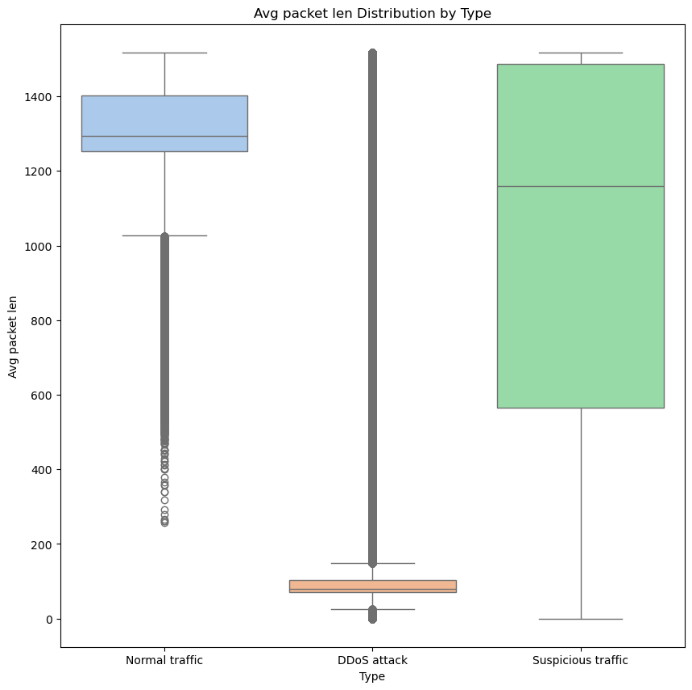 Avg packet len Distribution by Type
Avg packet len
1400
1200
1000
800
600
400
200
0
Normal traffic
DDoS attack
Suspicious traffic
Type